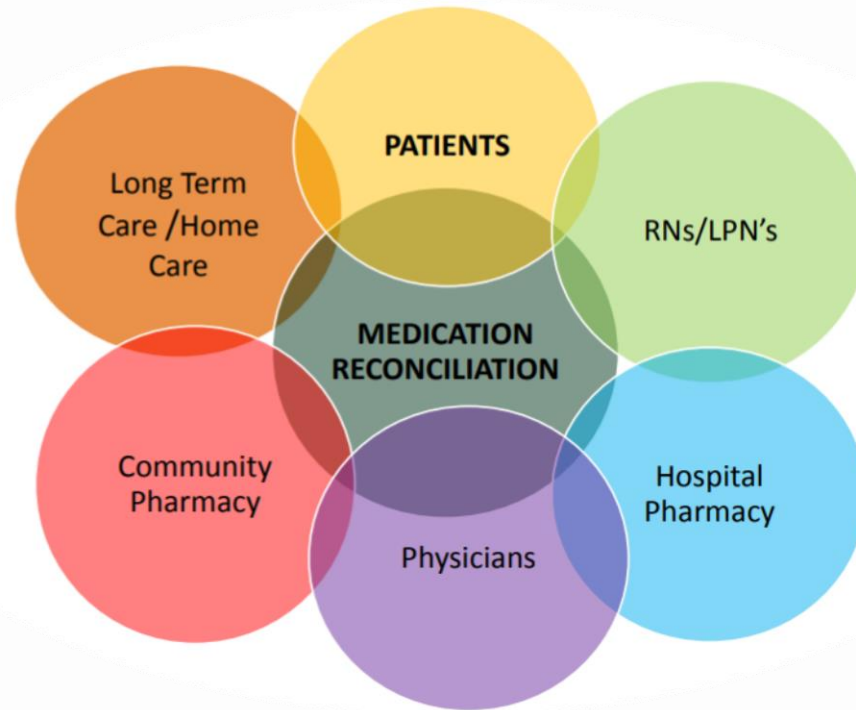 PATIENTS
Long Term
Care /Home
Care
RNs/LPN's
MEDICATION
RECONCILIATION
Community
Pharmacy
Hospital
Pharmacy
Physicians